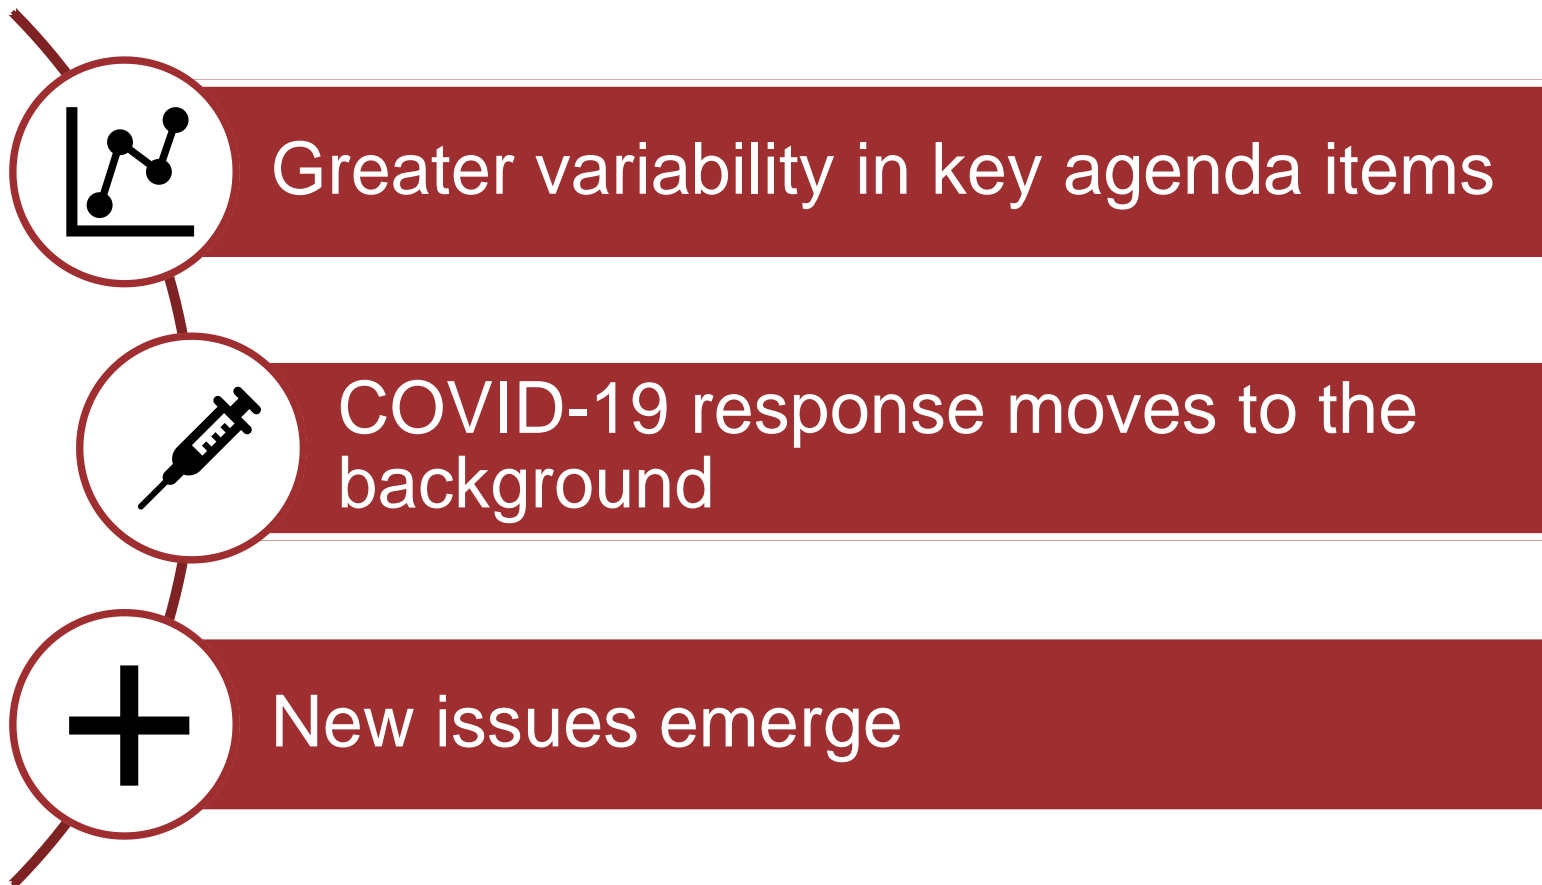 Greater variability in key agenda items
COVID-19 response moves to the
background
New issues emerge